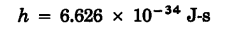 h = 6.626 × 10⁻³⁴ J-s